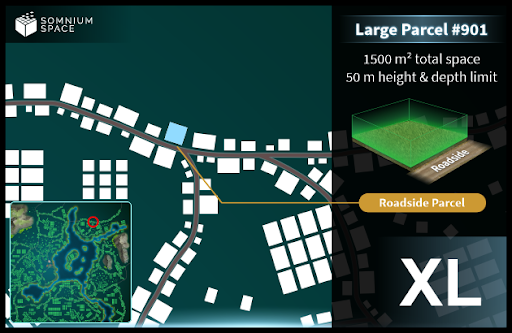 SOMNIUM
SPACE
Large Parcel #901
1500 m² total space
50 m height & depth limit
Roadside
Roadside Parcel
XL